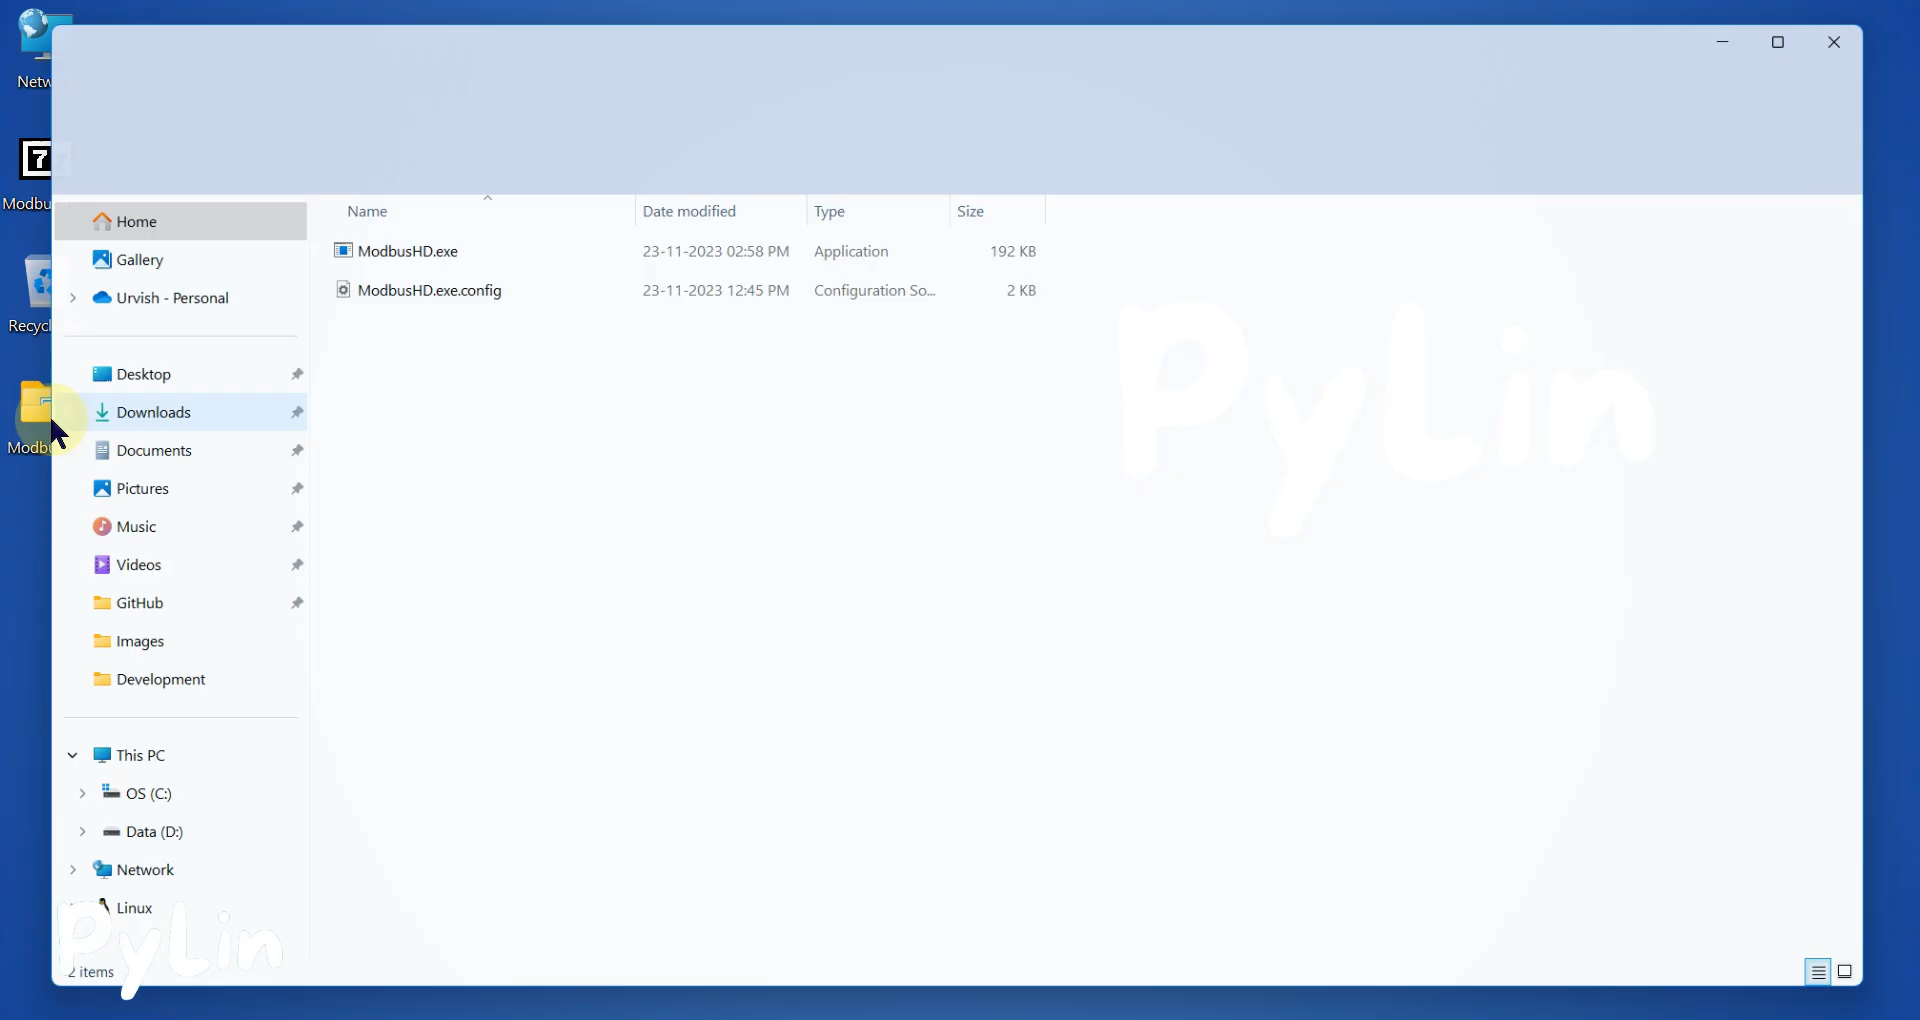 Netw
Modbu
Recycl
Modbu
Home
Gallery
Urvish - Personal
Desktop
Downloads
Documents
Pictures
Music
Videos
GitHub
Images
Development
This PC
OS (C:)
Data (D:)
Network
Linux
2 items
Name Date modified Type Size
ModbusHD.exe 23-11-2023 02:58 PM Application 192 KB
ModbusHD.exe.config 23-11-2023 12:45 PM Configuration So... 2 KB
PyLin
PyLin